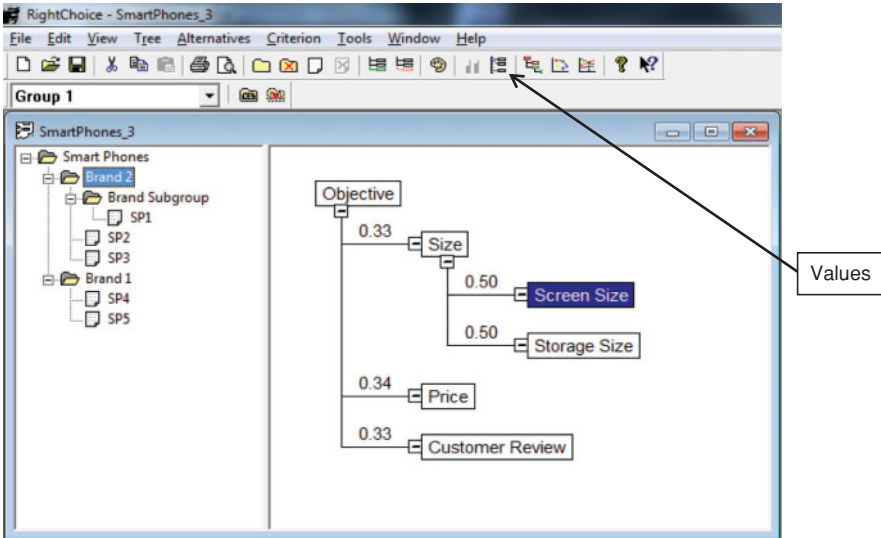 RightChoice - SmartPhones_3
File Edit View Tree Alternatives Criterion Tools Window Help
Group 1
SmartPhones_3
Smart Phones
Brand 2
Brand Subgroup
SP1
SP2
SP3
Brand 1
SP4
SP5
Objective
0.33
Size
0.50
Screen Size
0.50
Storage Size
0.34
Price
0.33
Customer Review
Values